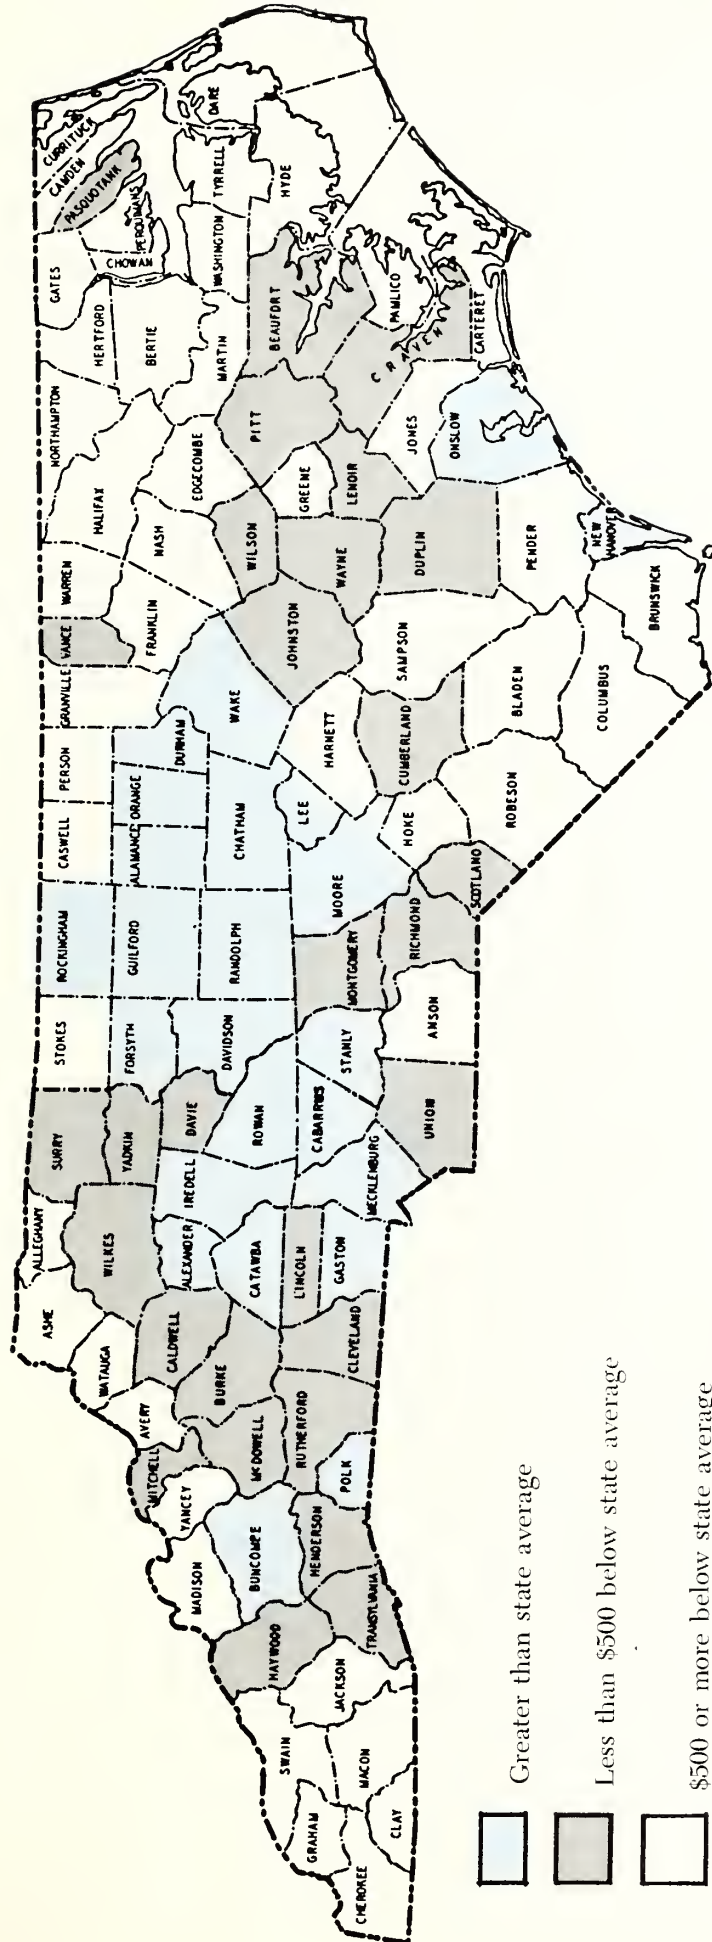 CHEROKEE
GRAHAM
CLAY
SWAIN
MACON
JACKSON
HAYWOOD
TRANSYLVANIA
MADISON
BUNCOMPE
HENDERSON
YANCEY
MITCHELL
AVERY
MCDOWELL
RUTHERFORD
POLK
WATAUGA
ASHE
ALLEGHANY
CALDWELL
BURKE
CLEVELAND
WILKES
ALEXANDER
CATAWBA
LINCOLN
GASTON
SURRY
YADKIN
IREDELL
DAVIE
ROWAN
MECKLENBURG
CABARRWS
UNION
STOKES
FORSYTH
DAVIDSON
STANLY
ANSON
ROCKINGHAM
GUILFORD
RANDOLPH
MONTGOMERY
RICHMOND
CASWELL
ALAMANCE
ORANGE
CHATHAM
MOORE
LEE
HOKE
SCOTLAND
PERSON
DURHAM
GRANVILLE
VANCE
WAKE
HARNETT
CUMBERLAND
ROBESON
WARREN
FRANKLIN
JOHNSTON
SAMPSON
BLADEN
COLUMBUS
BRUNSWICK
NORTHAMPTON
HALIFAX
NASH
WILSON
WAYNE
DUPLIN
PENDER
NEW
HANOVER
EDGECOMBE
PITT
GREENE
LENOIR
JONES
ONSLOW
HERTFORD
BERTIE
MARTIN
BEAUFORT
CRAVEN
PAMLICO
CARTERET
GATES
CHOWAN
PERQUIMANS
PASQUOTANK
CAMDEN
CURRITUCK
WASHINGTON
TYRRELL
DARE
HYDE
Greater than state average
Less than $500 below state average
$500 or more below state average